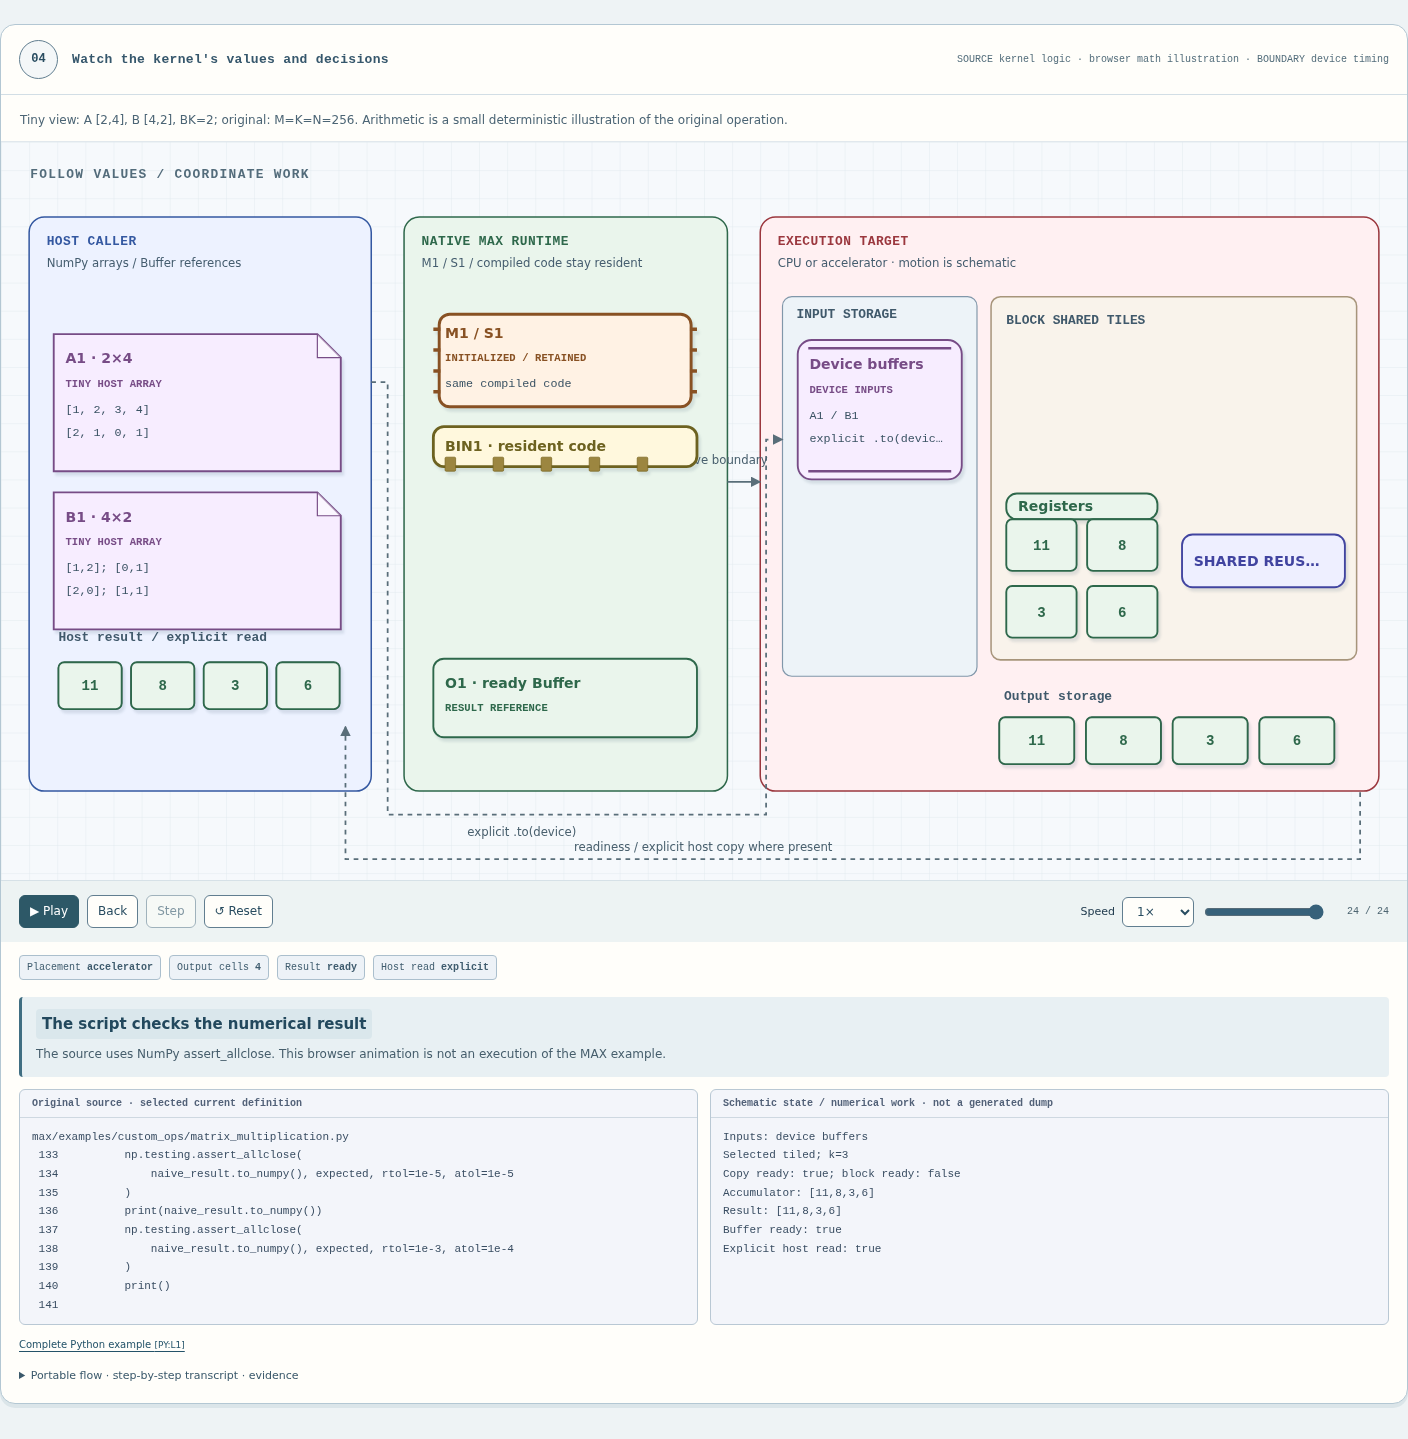 04 Watch the kernel's values and decisions
SOURCE kernel logic · browser math illustration · BOUNDARY device timing
Tiny view: A [2,4], B [4,2], BK=2; original: M=K=N=256. Arithmetic is a small deterministic illustration of the original operation.
FOLLOW VALUES / COORDINATE WORK
HOST CALLER
NumPy arrays / Buffer references
A1 · 2×4
TINY HOST ARRAY
[1, 2, 3, 4]
[2, 1, 0, 1]
B1 · 4×2
TINY HOST ARRAY
[1,2]; [0,1]
[2,0]; [1,1]
Host result / explicit read
11 8 3 6
NATIVE MAX RUNTIME
M1 / S1 / compiled code stay resident
M1 / S1
INITIALIZED / RETAINED
same compiled code
BIN1 · resident code
ve boundary
O1 · ready Buffer
RESULT REFERENCE
EXECUTION TARGET
CPU or accelerator · motion is schematic
INPUT STORAGE
Device buffers
DEVICE INPUTS
A1 / B1
explicit .to(devic…
BLOCK SHARED TILES
Registers
11 8
3 6
SHARED REUS…
Output storage
11 8 3 6
explicit .to(device)
readiness / explicit host copy where present
▶ Play Back Step ↺ Reset
Speed 1× 24 / 24
Placement accelerator Output cells 4 Result ready Host read explicit
The script checks the numerical result
The source uses NumPy assert_allclose. This browser animation is not an execution of the MAX example.
Original source · selected current definition
max/examples/custom_ops/matrix_multiplication.py
133 np.testing.assert_allclose(
134 naive_result.to_numpy(), expected, rtol=1e-5, atol=1e-5
135 )
136 print(naive_result.to_numpy())
137 np.testing.assert_allclose(
138 naive_result.to_numpy(), expected, rtol=1e-3, atol=1e-4
139 )
140 print()
141
Schematic state / numerical work · not a generated dump
Inputs: device buffers
Selected tiled; k=3
Copy ready: true; block ready: false
Accumulator: [11,8,3,6]
Result: [11,8,3,6]
Buffer ready: true
Explicit host read: true
Complete Python example [PY:L1]
▶ Portable flow · step-by-step transcript · evidence